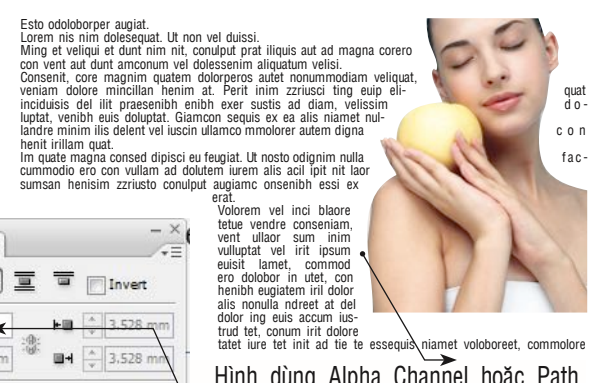 Esto odoloborper augiat.
Lorem nis nim dolesequat. Ut non vel duissi.
Ming et veliqui et dunt nim nit, conulput prat iliquis aut ad magna corero
con vent aut dunt amconum vel dolessenim aliquatum velisi.
Consenit, core magnim quatem dolorperos autet nonummodiam veliquat, quat
veniam dolore mincillan henim at. Perit inim zzriusci ting euip eli- do-
inciduisis del ilit praesenibh enibh exer sustis ad diam, velissim
luptat, venibh euis doluptat. Giamcon sequis ex ea alis niamet nul- con
landre minim ilis delent vel iuscin ullamco mmolorer autem digna
henit irillam quat. fac-
Im quate magna consed dipisci eu feugiat. Ut nosto odignim nulla
cummodio ero con vullam ad dolutem iurem alis acil ipit nit laor
sumsan henisim zzriusto conulput augiamc onsenibh essi ex
erat.
Volorem vel inci blaore
tetue vendre conseniam,
vent ullaor sum inim
vulluptat vel irit ipsum
euisit lamet, commod
ero dolobor in utet, con
henibh eugiatem iril dolor
alis nonulla ndreet at del
dolor ing euis accum ius-
trud tet, conum irit dolore
tatet iure tet init ad tie te essequis niamet voloboreet, commolore
Invert
3.528 mm
m 3.528 mm
Hình dùng Alpha Channel hoặc Path